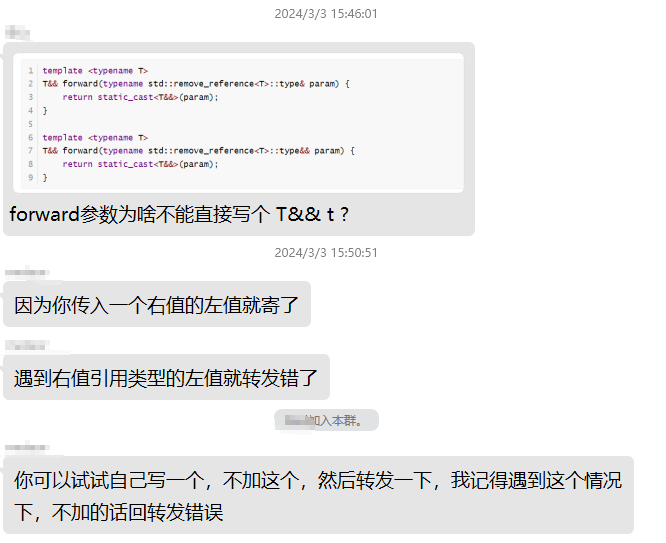 2024/3/3 15:46:01
1 template <typename T>
2 T&& forward(typename std::remove_reference<T>::type& param) {
3 return static_cast<T&&>(param);
4 }
5
6 template <typename T>
7 T&& forward(typename std::remove_reference<T>::type&& param) {
8 return static_cast<T&&>(param);
9 }
forward参数为啥不能直接写个 T&& t ?
2024/3/3 15:50:51
因为你传入一个右值的左值就寄了
遇到右值引用类型的左值就转发错了
加入本群。
你可以试试自己写一个，不加这个，然后转发一下，我记得遇到这个情况
下，不加的话回转发错误